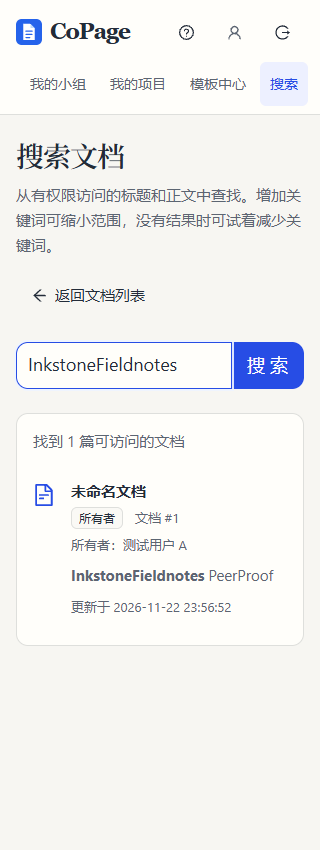 CoPage
我的小组 我的项目 模板中心 搜索
搜索文档
从有权限访问的标题和正文中查找。增加关
键词可缩小范围，没有结果时可试着减少关
键词。
← 返回文档列表
InkstoneFieldnotes 搜索
找到 1 篇可访问的文档
未命名文档
所有者 文档 #1
所有者：测试用户 A
InkstoneFieldnotes PeerProof
更新于 2026-11-22 23:56:52